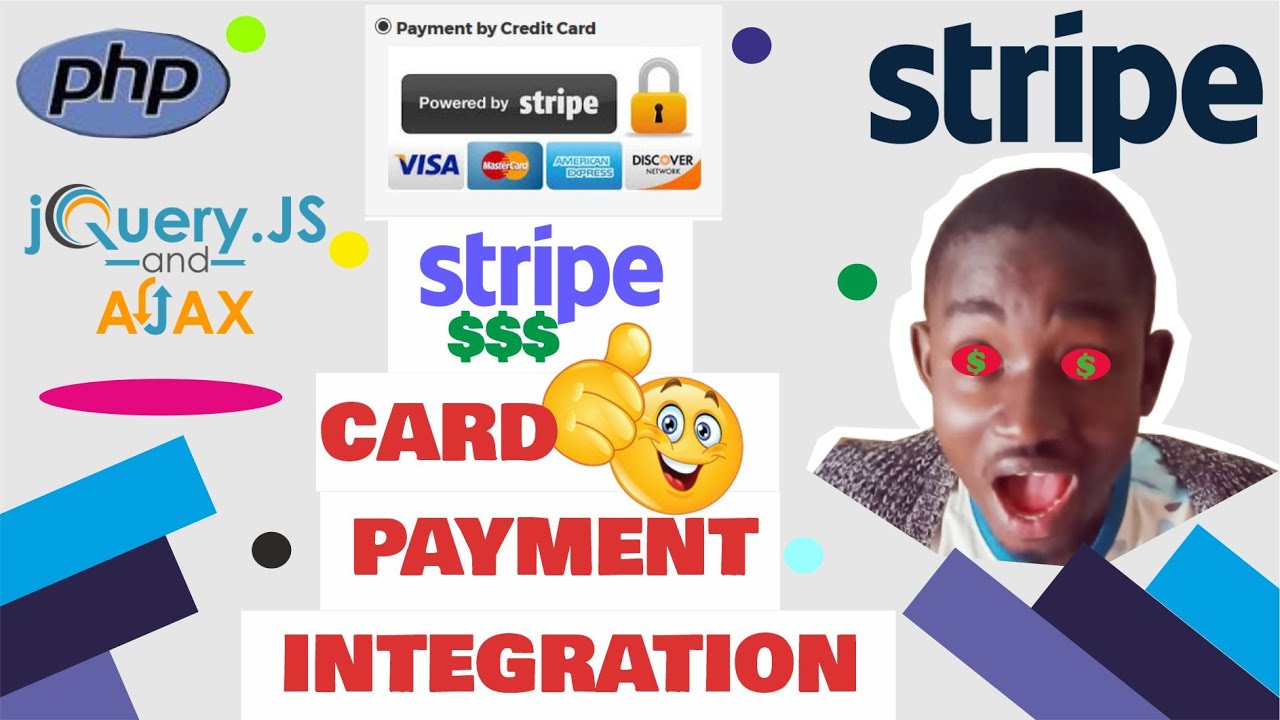 php
jQuery.JS
and
AJAX
Payment by Credit Card
Powered by stripe
VISA
MasterCard
AMERICAN EXPRESS
DISCOVER
NETWORK
stripe
$$$
CARD
PAYMENT
INTEGRATION
stripe
$ $